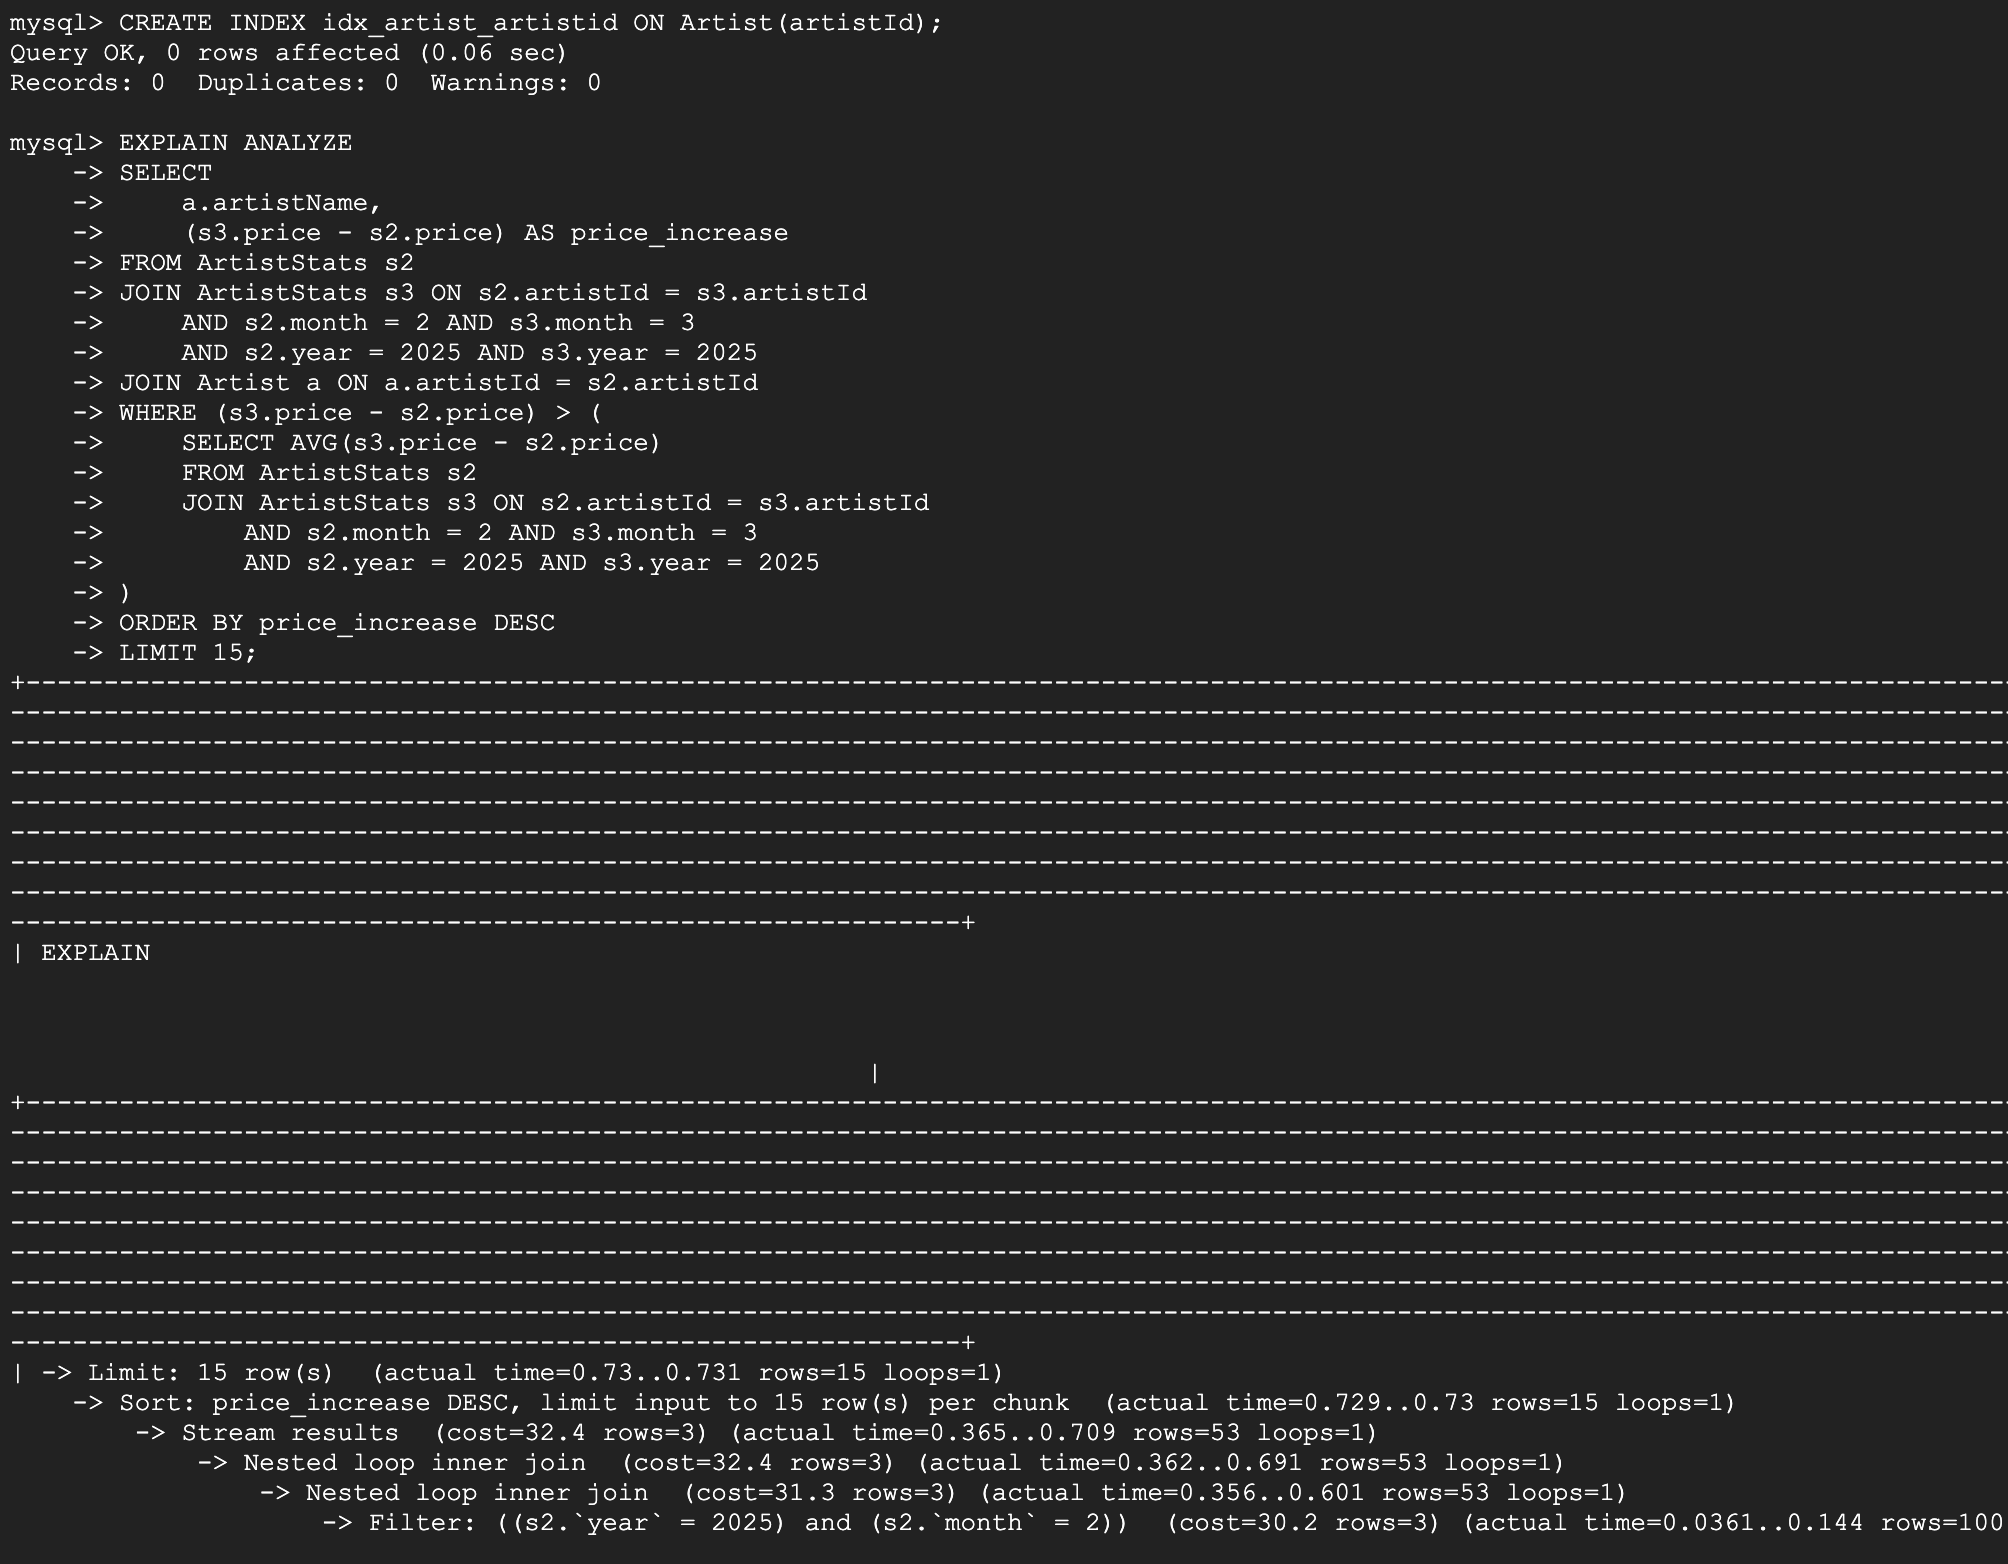 mysql> CREATE INDEX idx_artist_artistid ON Artist(artistId);
Query OK, 0 rows affected (0.06 sec)
Records: 0  Duplicates: 0  Warnings: 0

mysql> EXPLAIN ANALYZE
    -> SELECT
    ->     a.artistName,
    ->     (s3.price - s2.price) AS price_increase
    -> FROM ArtistStats s2
    -> JOIN ArtistStats s3 ON s2.artistId = s3.artistId
    ->     AND s2.month = 2 AND s3.month = 3
    ->     AND s2.year = 2025 AND s3.year = 2025
    -> JOIN Artist a ON a.artistId = s2.artistId
    -> WHERE (s3.price - s2.price) > (
    ->     SELECT AVG(s3.price - s2.price)
    ->     FROM ArtistStats s2
    ->     JOIN ArtistStats s3 ON s2.artistId = s3.artistId
    ->         AND s2.month = 2 AND s3.month = 3
    ->         AND s2.year = 2025 AND s3.year = 2025
    -> )
    -> ORDER BY price_increase DESC
    -> LIMIT 15;
| EXPLAIN
|
| -> Limit: 15 row(s)  (actual time=0.73..0.731 rows=15 loops=1)
    -> Sort: price_increase DESC, limit input to 15 row(s) per chunk  (actual time=0.729..0.73 rows=15 loops=1)
        -> Stream results  (cost=32.4 rows=3) (actual time=0.365..0.709 rows=53 loops=1)
            -> Nested loop inner join  (cost=32.4 rows=3) (actual time=0.362..0.691 rows=53 loops=1)
                -> Nested loop inner join  (cost=31.3 rows=3) (actual time=0.356..0.601 rows=53 loops=1)
                    -> Filter: ((s2.`year` = 2025) and (s2.`month` = 2))  (cost=30.2 rows=3) (actual time=0.0361..0.144 rows=100